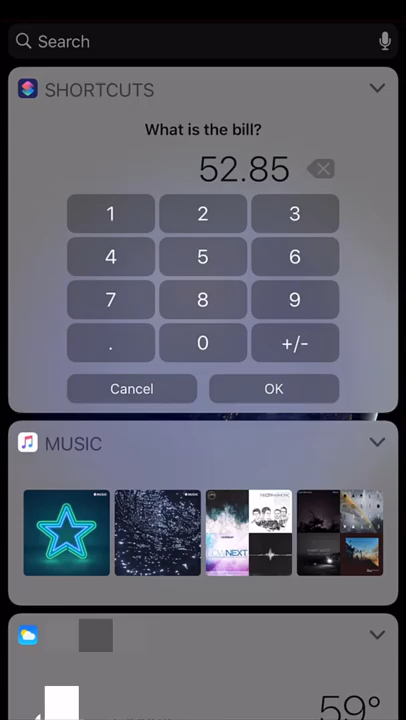 Search
SHORTCUTS
What is the bill?
52.85
1 2 3
4 5 6
7 8 9
. 0 +/-
Cancel OK
MUSIC
59°